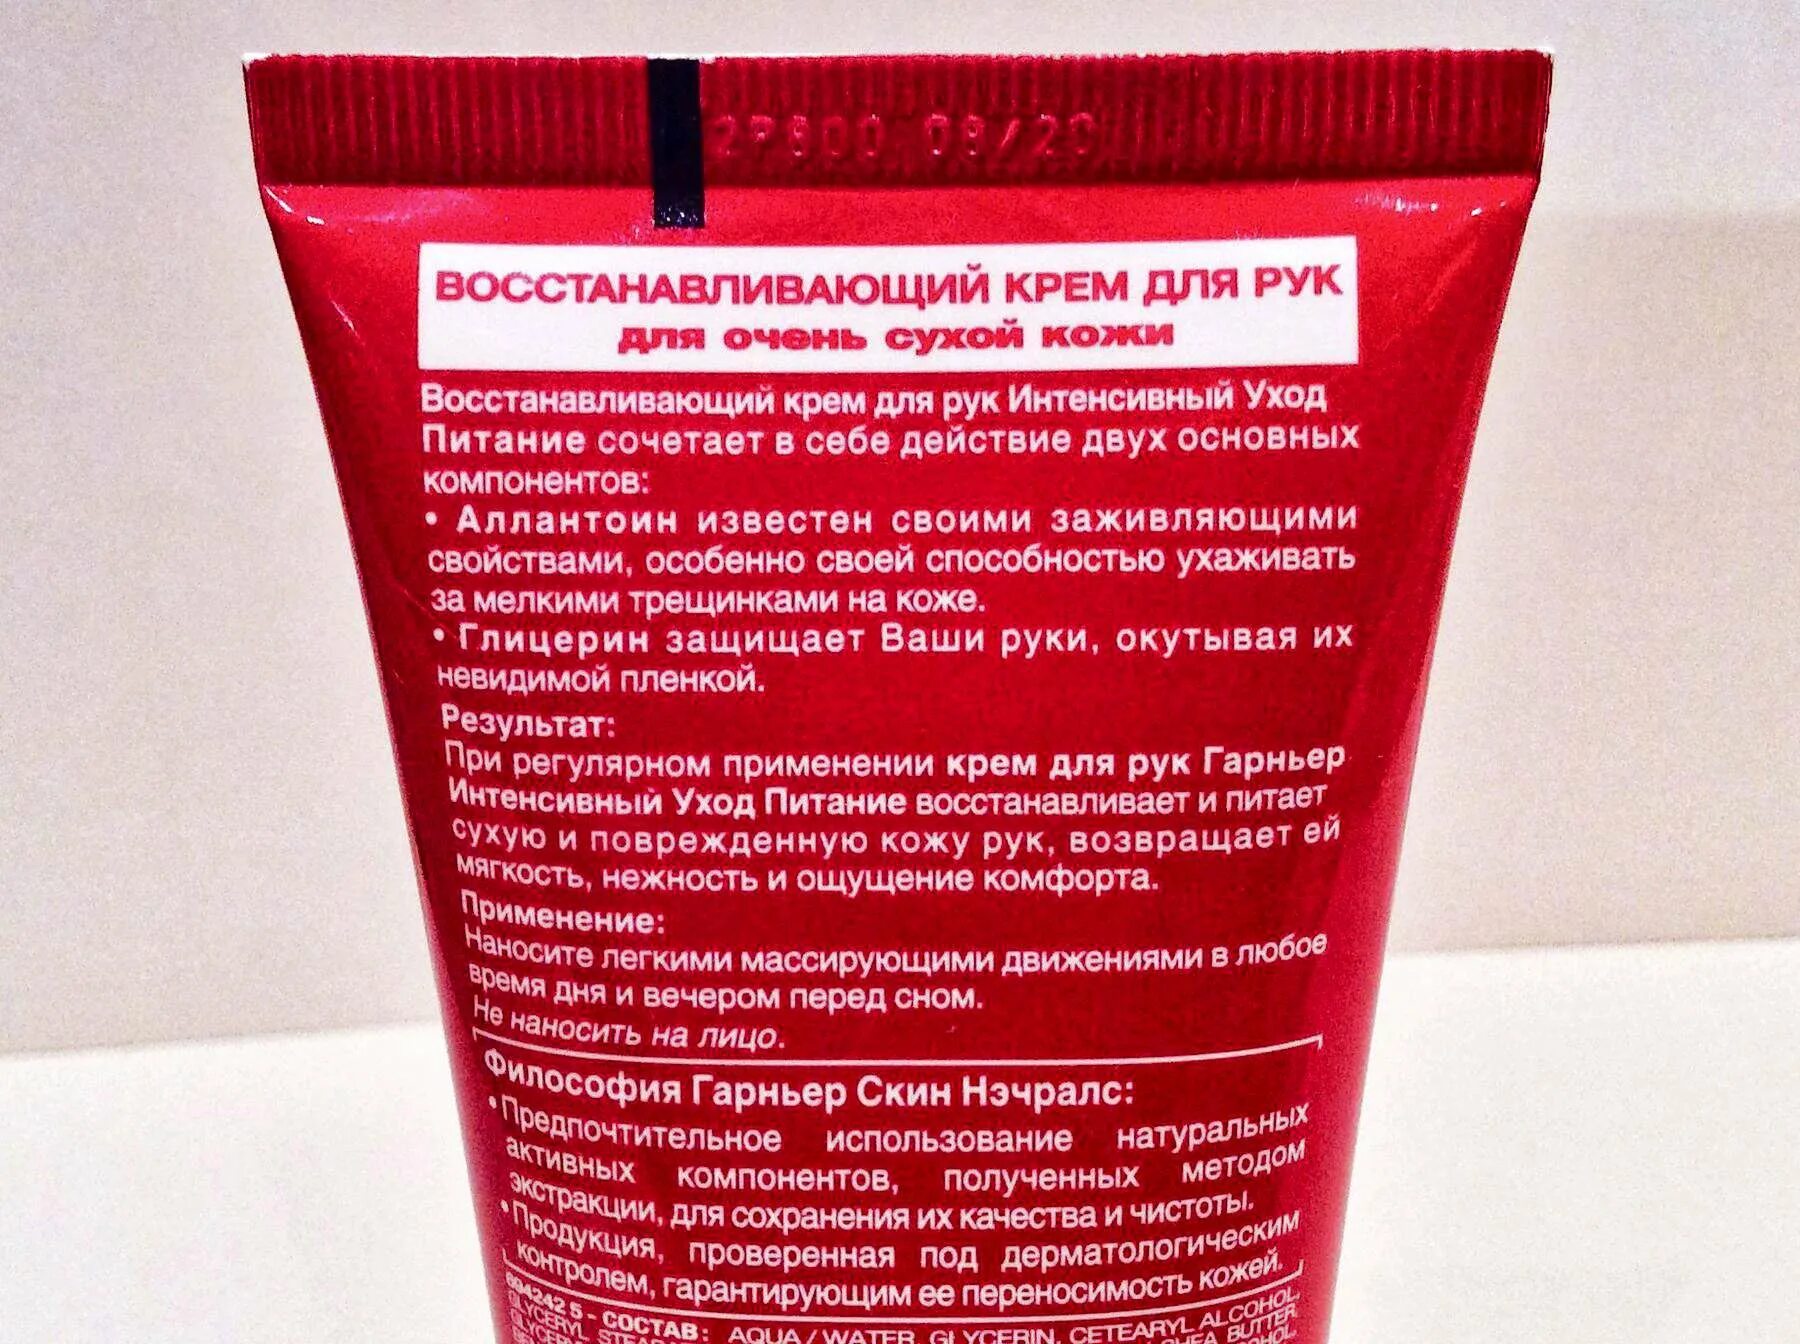 2P800 08/20
ВОССТАНАВЛИВАЮЩИЙ КРЕМ ДЛЯ РУК
для очень сухой кожи
Восстанавливающий крем для рук Интенсивный Уход
Питание сочетает в себе действие двух основных
компонентов:
• Аллантоин известен своими заживляющими
свойствами, особенно своей способностью ухаживать
за мелкими трещинками на коже.
• Глицерин защищает Ваши руки, окутывая их
невидимой пленкой.
Результат:
При регулярном применении крем для рук Гарньер
Интенсивный Уход Питание восстанавливает и питает
сухую и поврежденную кожу рук, возвращает ей
мягкость, нежность и ощущение комфорта.
Применение:
Наносите легкими массирующими движениями в любое
время дня и вечером перед сном.
Не наносить на лицо.
Философия Гарньер Скин Нэчралс:
• Предпочтительное использование натуральных
активных компонентов, полученных методом
экстракции, для сохранения их качества и чистоты.
• Продукция, проверенная под дерматологическим
контролем, гарантирующим ее переносимость кожей.
694242 5 - СОСТАВ: AQUA / WATER, GLYCERIN, CETEARYL ALCOHOL,
GLYCERYL BUTTER,